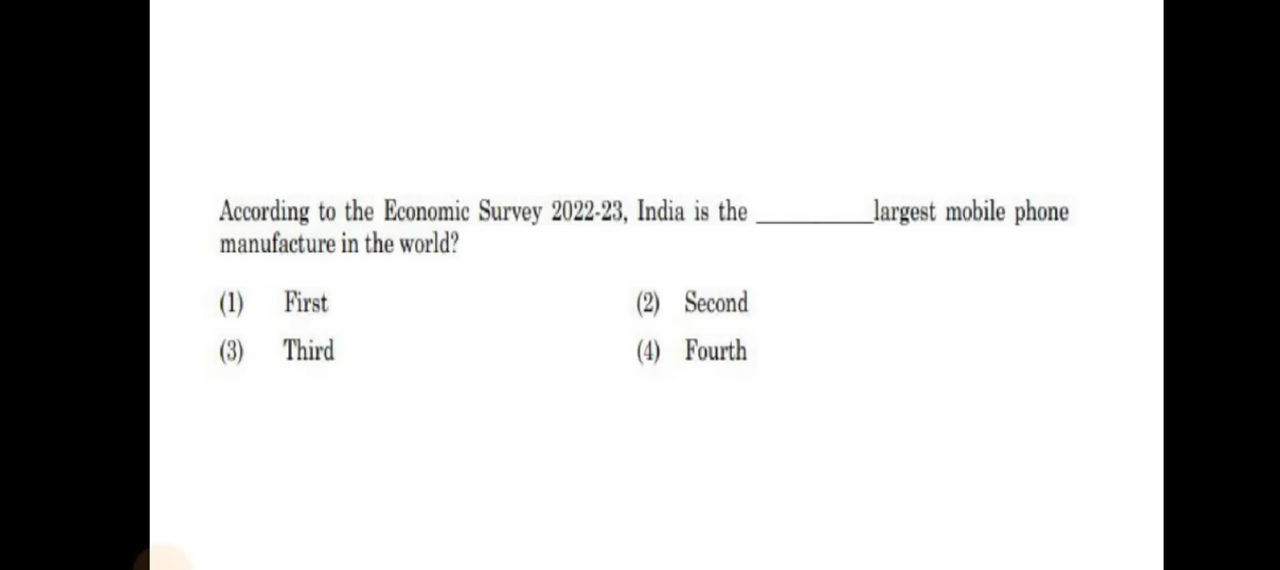 According to the Economic Survey 2022-23, India is the ________largest mobile phone
manufacture in the world?
(1) First (2) Second
(3) Third (4) Fourth